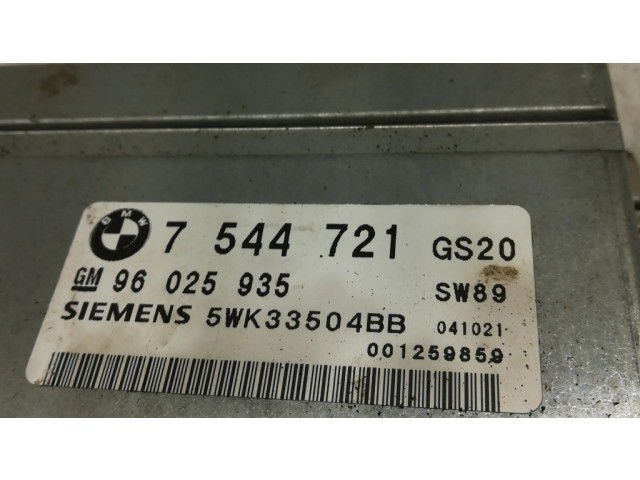 BMW 7 544 721 GS20
GM 96 025 935 SW89
SIEMENS 5WK33504BB 041021
001259859